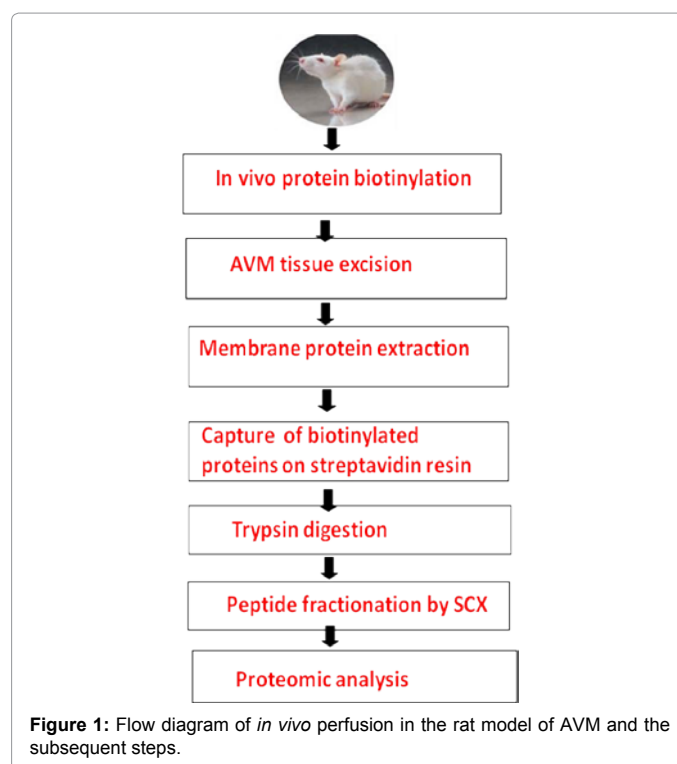 In vivo protein biotinylation
AVM tissue excision
Membrane protein extraction
Capture of biotinylated
proteins on streptavidin resin
Trypsin digestion
Peptide fractionation by SCX
Proteomic analysis
Figure 1: Flow diagram of in vivo perfusion in the rat model of AVM and the
subsequent steps.